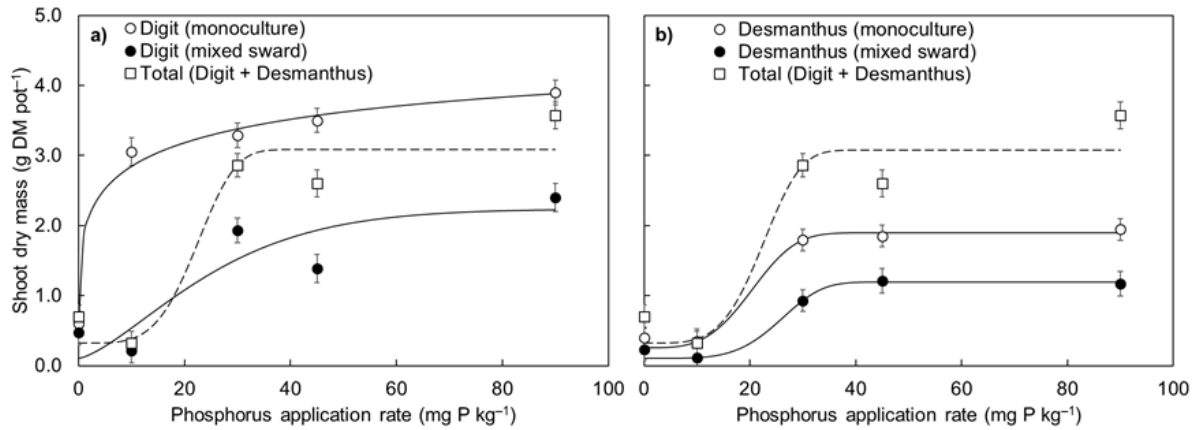 a)
Digit (monoculture)
Digit (mixed sward)
Total (Digit + Desmanthus)
5.0
4.0
3.0
2.0
1.0
0.0
Shoot dry mass (g DM pot⁻¹)
0
20
40
60
80
100
Phosphorus application rate (mg P kg⁻¹)
b)
Desmanthus (monoculture)
Desmanthus (mixed sward)
Total (Digit + Desmanthus)
0
20
40
60
80
100
Phosphorus application rate (mg P kg⁻¹)